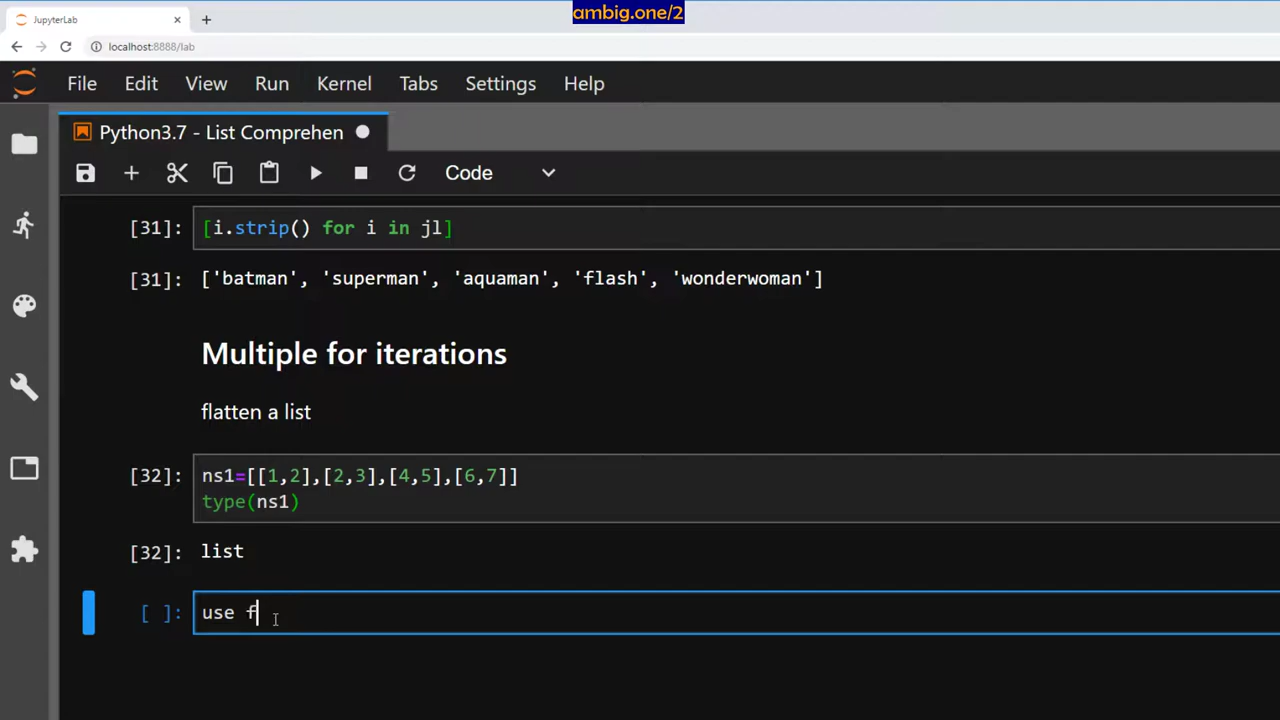 ambig.one/2
JupyterLab
localhost:8888/lab
File Edit View Run Kernel Tabs Settings Help
Python3.7 - List Comprehen
Code
[31]: [i.strip() for i in jl]
[31]: ['batman', 'superman', 'aquaman', 'flash', 'wonderwoman']
Multiple for iterations
flatten a list
[32]: ns1=[[1,2],[2,3],[4,5],[6,7]]
type(ns1)
[32]: list
[ ]: use f